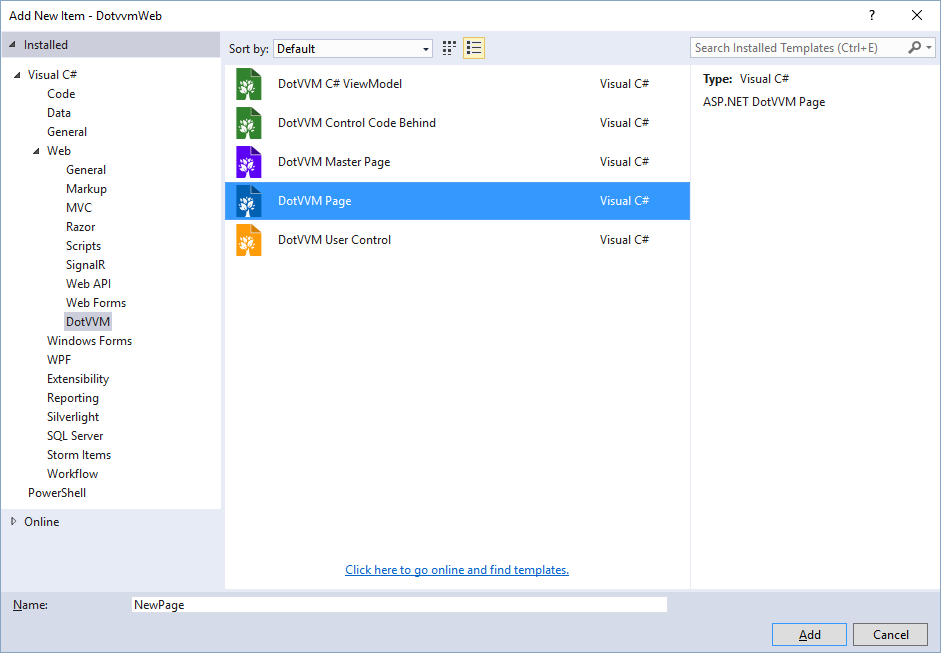 Add New Item - DotvvmWeb
?
Installed
Sort by: Default
Search Installed Templates (Ctrl+E)
Visual C#
Code
Data
General
Web
General
Markup
MVC
Razor
Scripts
SignalR
Web API
Web Forms
DotVVM
Windows Forms
WPF
Extensibility
Reporting
Silverlight
SQL Server
Storm Items
Workflow
PowerShell
Online
DotVVM C# ViewModel Visual C#
DotVVM Control Code Behind Visual C#
DotVVM Master Page Visual C#
DotVVM Page Visual C#
DotVVM User Control Visual C#
Click here to go online and find templates.
Type: Visual C#
ASP.NET DotVVM Page
Name: NewPage
Add Cancel